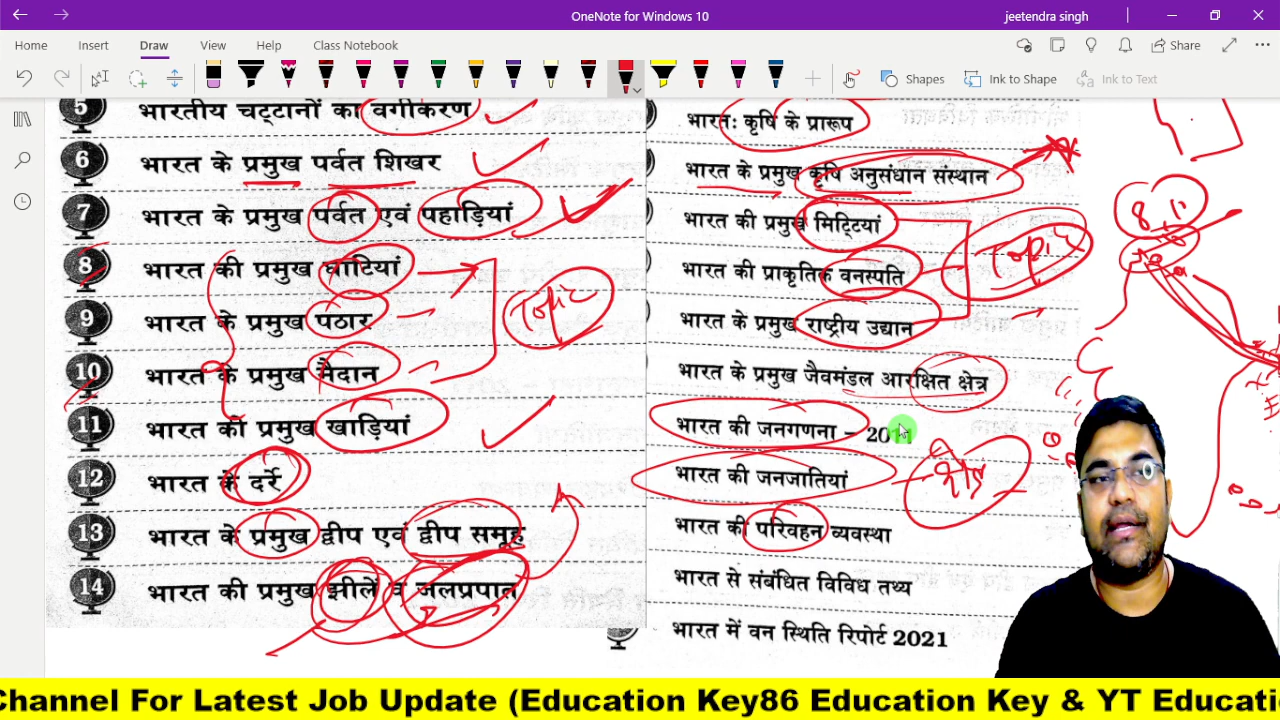 OneNote for Windows 10
jeetendra singh
Home Insert Draw View Help Class Notebook
Share
Shapes
Ink to Shape
Ink to Text
5 भारतीय चट्टानों का वर्गीकरण
6 भारत के प्रमुख पर्वत शिखर
7 भारत के प्रमुख पर्वत एवं पहाड़ियां
8 भारत की प्रमुख घाटियां
9 भारत के प्रमुख पठार
10 भारत के प्रमुख मैदान
11 भारत की प्रमुख खाड़ियां
12 भारत के दर्रे
13 भारत के प्रमुख द्वीप एवं द्वीप समूह
14 भारत की प्रमुख झीलें व जलप्रपात
Topic
भारत: कृषि के प्रारूप
भारत के प्रमुख कृषि अनुसंधान संस्थान
भारत की प्रमुख मिट्टियां
भारत की प्राकृतिक वनस्पति
भारत के प्रमुख राष्ट्रीय उद्यान
भारत के प्रमुख जैवमंडल आरक्षित क्षेत्र
भारत की जनगणना – 2011
भारत की जनजातियां
भारत की परिवहन व्यवस्था
भारत से संबंधित विविध तथ्य
भारत में वन स्थिति रिपोर्ट 2021
Topic
Channel For Latest Job Update (Education Key86 Education Key & YT Educati